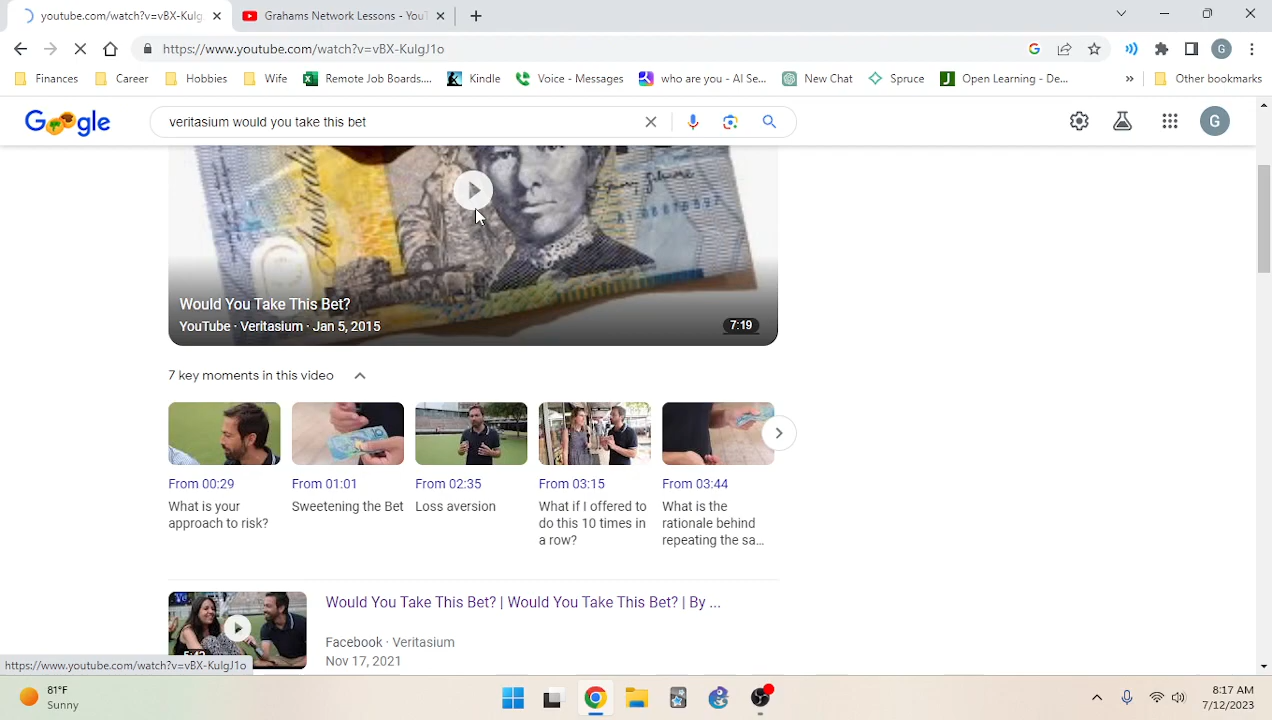 youtube.com/watch?v=vBX-Kulg
Grahams Network Lessons - YouT
https://www.youtube.com/watch?v=vBX-KulgJ1o
G
Finances
Career
Hobbies
Wife
Remote Job Boards....
Kindle
Voice - Messages
who are you - AI Se...
New Chat
Spruce
Open Learning - De...
»
Other bookmarks
Google
veritasium would you take this bet
G
Australia
Would You Take This Bet?
YouTube · Veritasium · Jan 5, 2015
7:19
7 key moments in this video
From 00:29
From 01:01
From 02:35
From 03:15
From 03:44
What is your
approach to risk?
Sweetening the Bet
Loss aversion
What if I offered to
do this 10 times in
a row?
What is the
rationale behind
repeating the sa...
Would You Take This Bet? | Would You Take This Bet? | By ...
Facebook · Veritasium
Nov 17, 2021
5:42
https://www.youtube.com/watch?v=vBX-KulgJ1o
81°F
Sunny
8:17 AM
7/12/2023